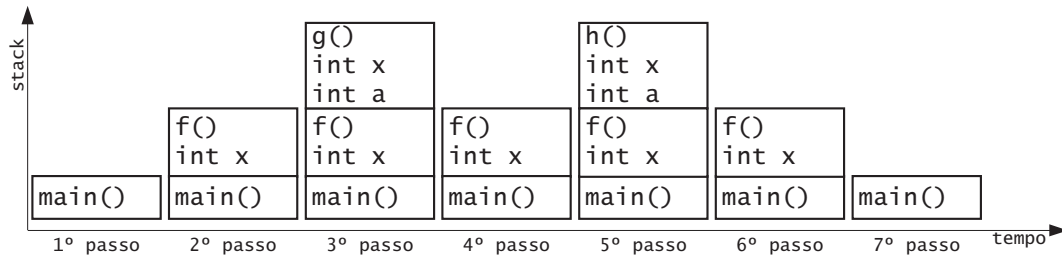 stack
g()
int x
int a
h()
int x
int a
f()
int x
f()
int x
f()
int x
f()
int x
f()
int x
main()
main()
main()
main()
main()
main()
main()
1º passo
2º passo
3º passo
4º passo
5º passo
6º passo
7º passo
tempo